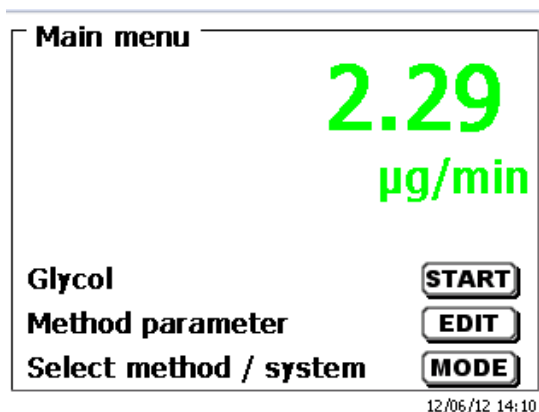 Main menu
2.29
µg/min
Glycol START
Method parameter EDIT
Select method / system MODE
12/06/12 14:10